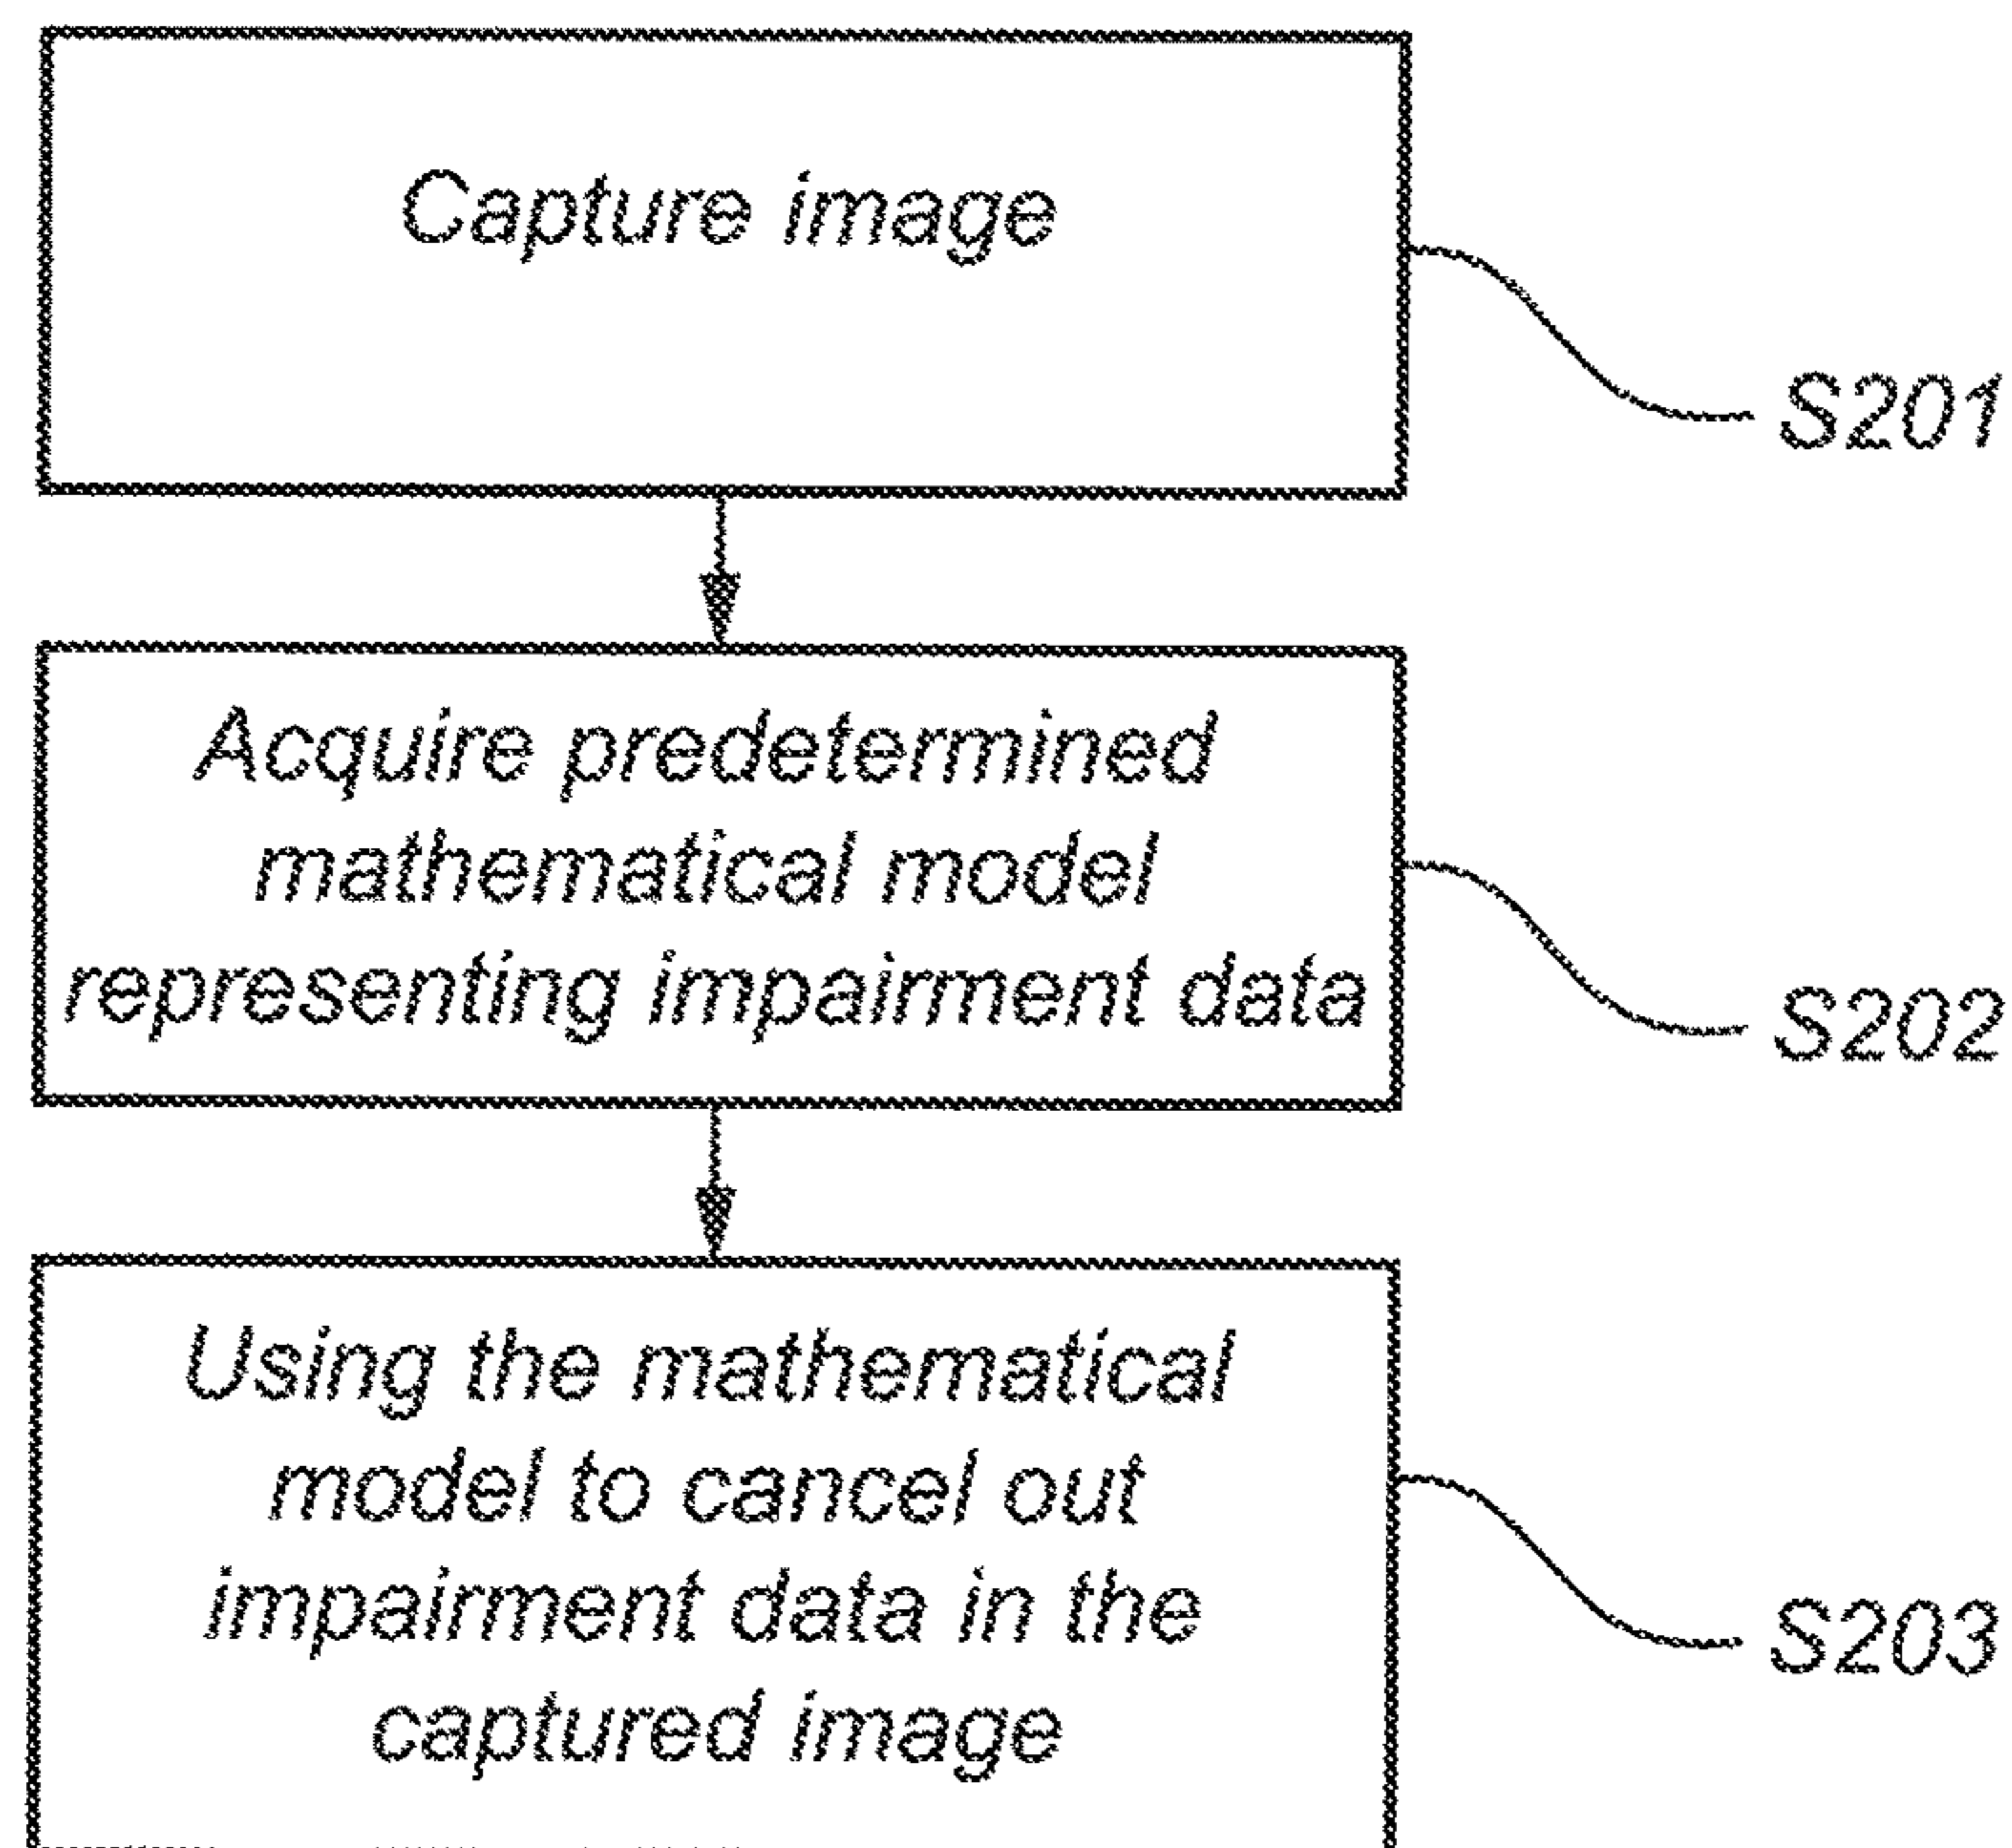 Capture image
S201
Acquire predetermined
mathematical model
representing impairment data
S202
Using the mathematical
model to cancel out
impairment data in the
captured image
S203